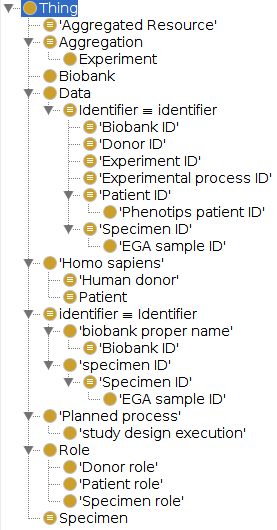 Thing
'Aggregated Resource'
Aggregation
Experiment
Biobank
Data
Identifier ≡ identifier
'Biobank ID'
'Donor ID'
'Experiment ID'
'Experimental process ID'
'Patient ID'
'Phenotips patient ID'
'Specimen ID'
'EGA sample ID'
'Homo sapiens'
'Human donor'
Patient
identifier ≡ Identifier
'biobank proper name'
'Biobank ID'
'specimen ID'
'Specimen ID'
'EGA sample ID'
'Planned process'
'study design execution'
Role
'Donor role'
'Patient role'
'Specimen role'
Specimen